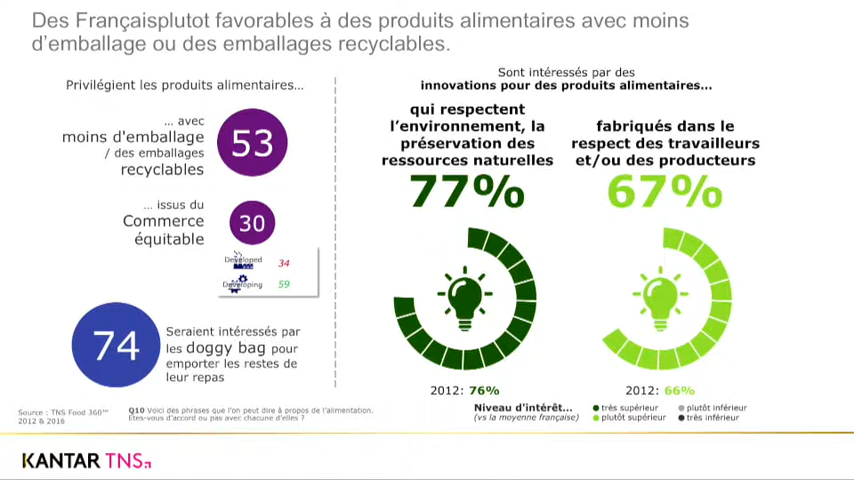 Des Françaisplutot favorables à des produits alimentaires avec moins
d’emballage ou des emballages recyclables.
Privilégient les produits alimentaires…
… avec
moins d'emballage
/ des emballages
recyclables
53
… issus du
Commerce
équitable
30
Developed 34
Developing 59
74
Seraient intéressés par
les doggy bag pour
emporter les restes de
leur repas
Sont intéressés par des
innovations pour des produits alimentaires…
qui respectent
l’environnement, la
préservation des
ressources naturelles
77%
2012: 76%
fabriqués dans le
respect des travailleurs
et/ou des producteurs
67%
2012: 66%
Niveau d'intérêt…
(vs la moyenne française)
très supérieur
plutôt supérieur
plutôt inférieur
très inférieur
Source : TNS Food 360™
2012 & 2016
Q10 Voici des phrases que l'on peut dire à propos de l'alimentation.
Etes-vous d'accord ou pas avec chacune d'elles ?
KANTAR TNS